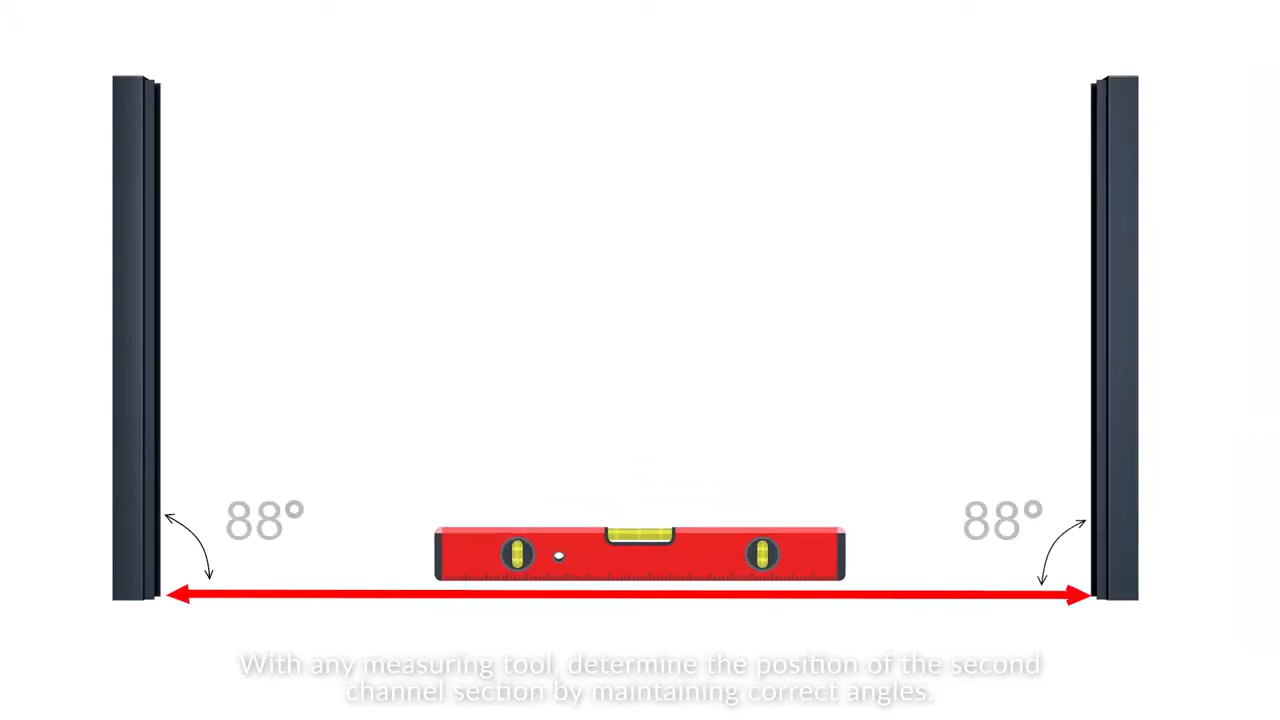 88° 88°
With any measuring tool, determine the position of the second
channel section by maintaining correct angles.